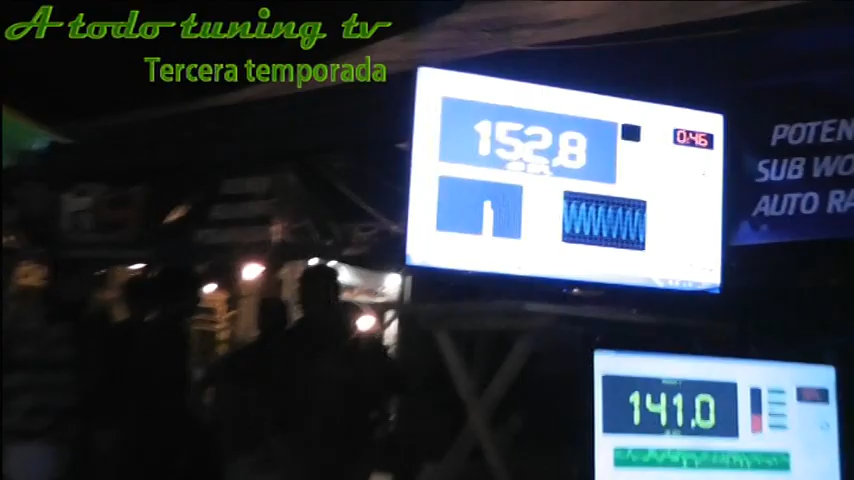 A todo tuning tv
Tercera temporada
152,8
0:46
POTEN
SUB WO
AUTO RA
141,0